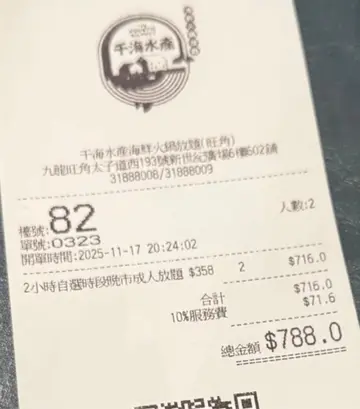 千海水產
千海水產海鮮火鍋放題(旺角)
九龍旺角太子道西193號新世紀廣場6樓602舖
31888008/31888009
檯號:82
人數:2
單號:0323
開單時間:2025-11-17 20:24:02
2小時自選時段晚市成人放題 $358 2 $716.0
合計 $716.0
10%服務費 $71.6
總金額 $788.0